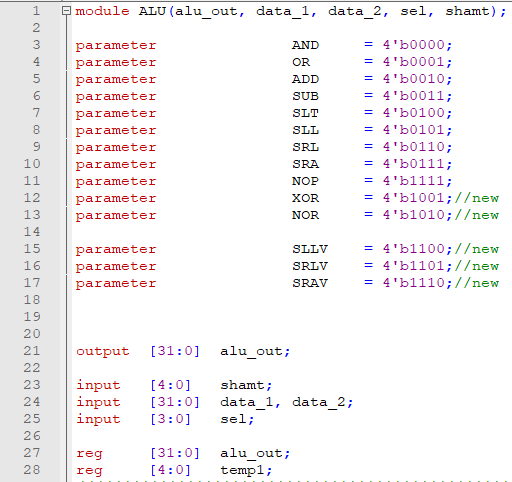 1 module ALU(alu_out, data_1, data_2, sel, shamt);
2
3 parameter AND = 4'b0000;
4 parameter OR = 4'b0001;
5 parameter ADD = 4'b0010;
6 parameter SUB = 4'b0011;
7 parameter SLT = 4'b0100;
8 parameter SLL = 4'b0101;
9 parameter SRL = 4'b0110;
10 parameter SRA = 4'b0111;
11 parameter NOP = 4'b1111;
12 parameter XOR = 4'b1001;//new
13 parameter NOR = 4'b1010;//new
14
15 parameter SLLV = 4'b1100;//new
16 parameter SRLV = 4'b1101;//new
17 parameter SRAV = 4'b1110;//new
18
19
20
21 output [31:0] alu_out;
22
23 input [4:0] shamt;
24 input [31:0] data_1, data_2;
25 input [3:0] sel;
26
27 reg [31:0] alu_out;
28 reg [4:0] temp1;